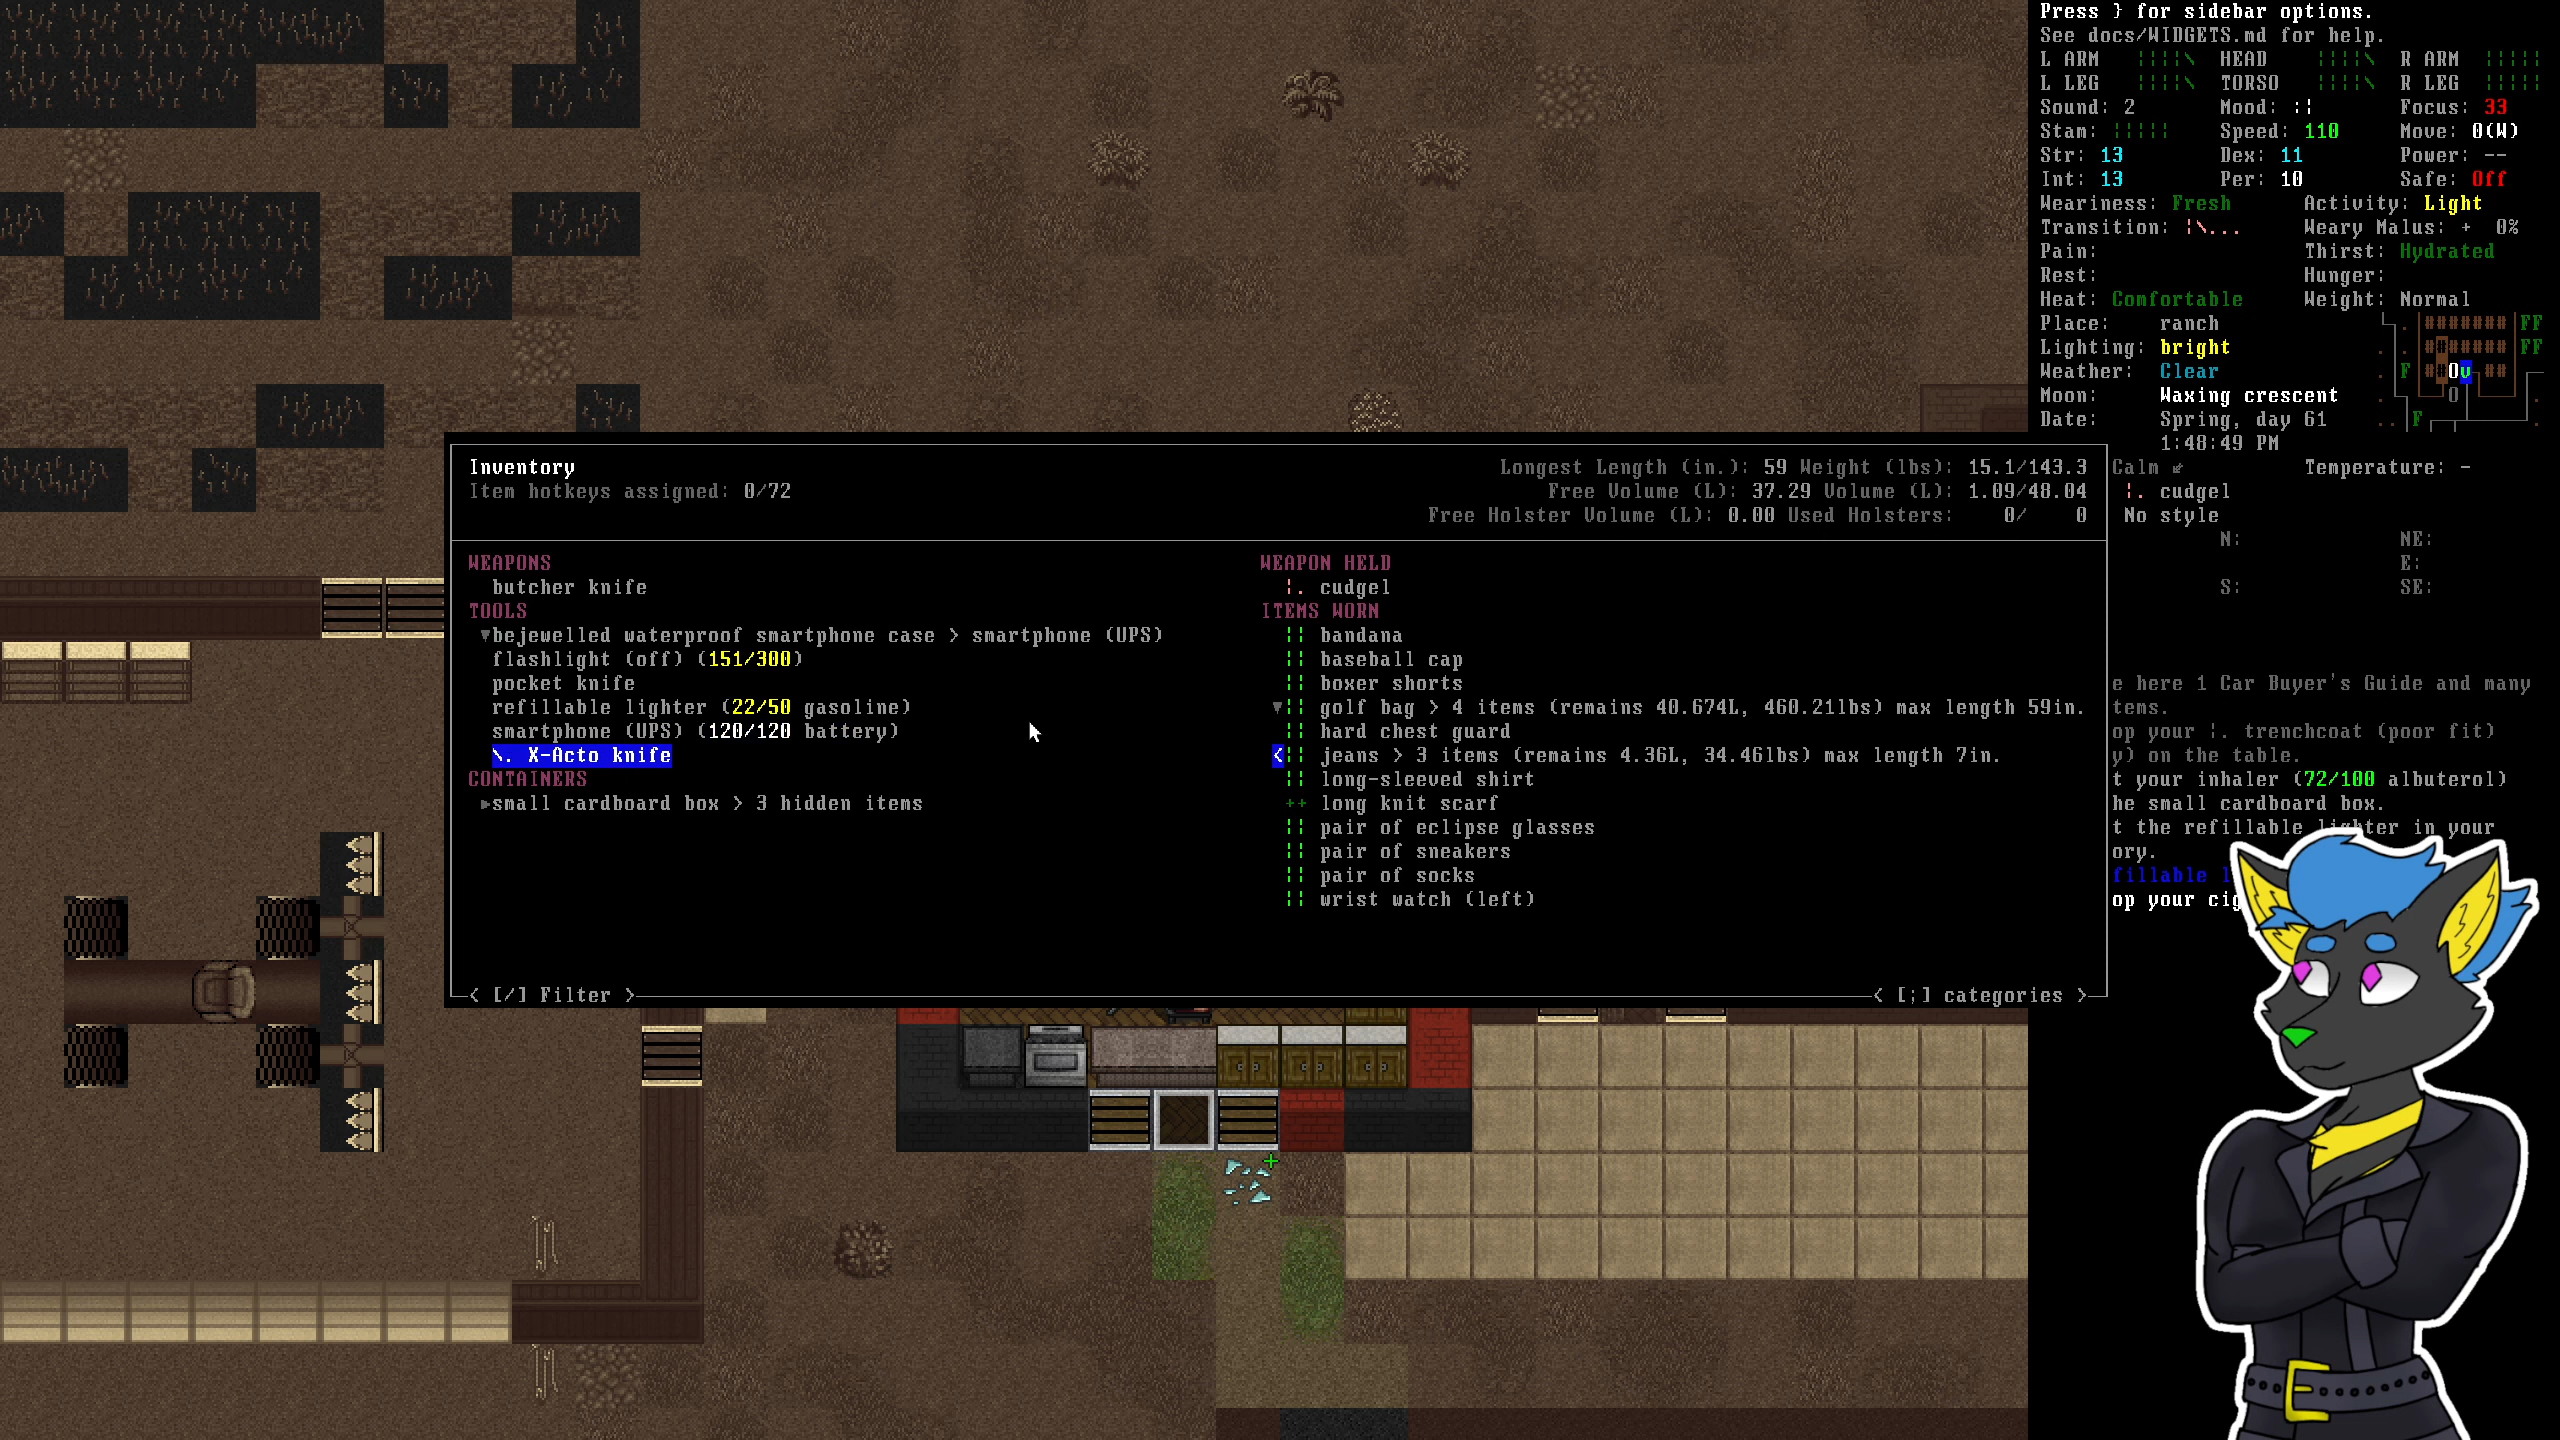 Press } for sidebar options.
See docs/WIDGETS.md for help.
L ARM ¦¦¦¦\ HEAD ¦¦¦¦\ R ARM ¦¦¦¦¦
L LEG ¦¦¦¦\ TORSO ¦¦¦¦\ R LEG ¦¦¦¦¦
Sound: 2 Mood: :¦ Focus: 33
Stam: ¦¦¦¦¦ Speed: 110 Move: 0(W)
Str: 13 Dex: 11 Power: --
Int: 13 Per: 10 Safe: Off
Weariness: Fresh Activity: Light
Transition: ¦\... Weary Malus: + 0%
Pain: Thirst: Hydrated
Rest: Hunger:
Heat: Comfortable Weight: Normal
Place: ranch
Lighting: bright
Weather: Clear
Moon: Waxing crescent
Date: Spring, day 61
1:48:49 PM
Calm Temperature: -
¦. cudgel
No style
N: NE:
E:
S: SE:
e here 1 Car Buyer's Guide and many
tems.
op your ¦. trenchcoat (poor fit)
y) on the table.
t your inhaler (72/100 albuterol)
he small cardboard box.
t the refillable lighter in your
ory.
fillable l
op your cig
Inventory
Item hotkeys assigned: 0/72
Longest Length (in.): 59 Weight (lbs): 15.1/143.3
Free Volume (L): 37.29 Volume (L): 1.09/48.04
Free Holster Volume (L): 0.00 Used Holsters: 0/ 0
WEAPONS
butcher knife
TOOLS
▼bejewelled waterproof smartphone case > smartphone (UPS)
flashlight (off) (151/300)
pocket knife
refillable lighter (22/50 gasoline)
smartphone (UPS) (120/120 battery)
\. X-Acto knife
CONTAINERS
▶small cardboard box > 3 hidden items
WEAPON HELD
¦. cudgel
ITEMS WORN
¦¦ bandana
¦¦ baseball cap
¦¦ boxer shorts
▼¦¦ golf bag > 4 items (remains 40.674L, 460.21lbs) max length 59in.
¦¦ hard chest guard
<¦¦ jeans > 3 items (remains 4.36L, 34.46lbs) max length 7in.
¦¦ long-sleeved shirt
++ long knit scarf
¦¦ pair of eclipse glasses
¦¦ pair of sneakers
¦¦ pair of socks
¦¦ wrist watch (left)
< [/] Filter >
< [;] categories >